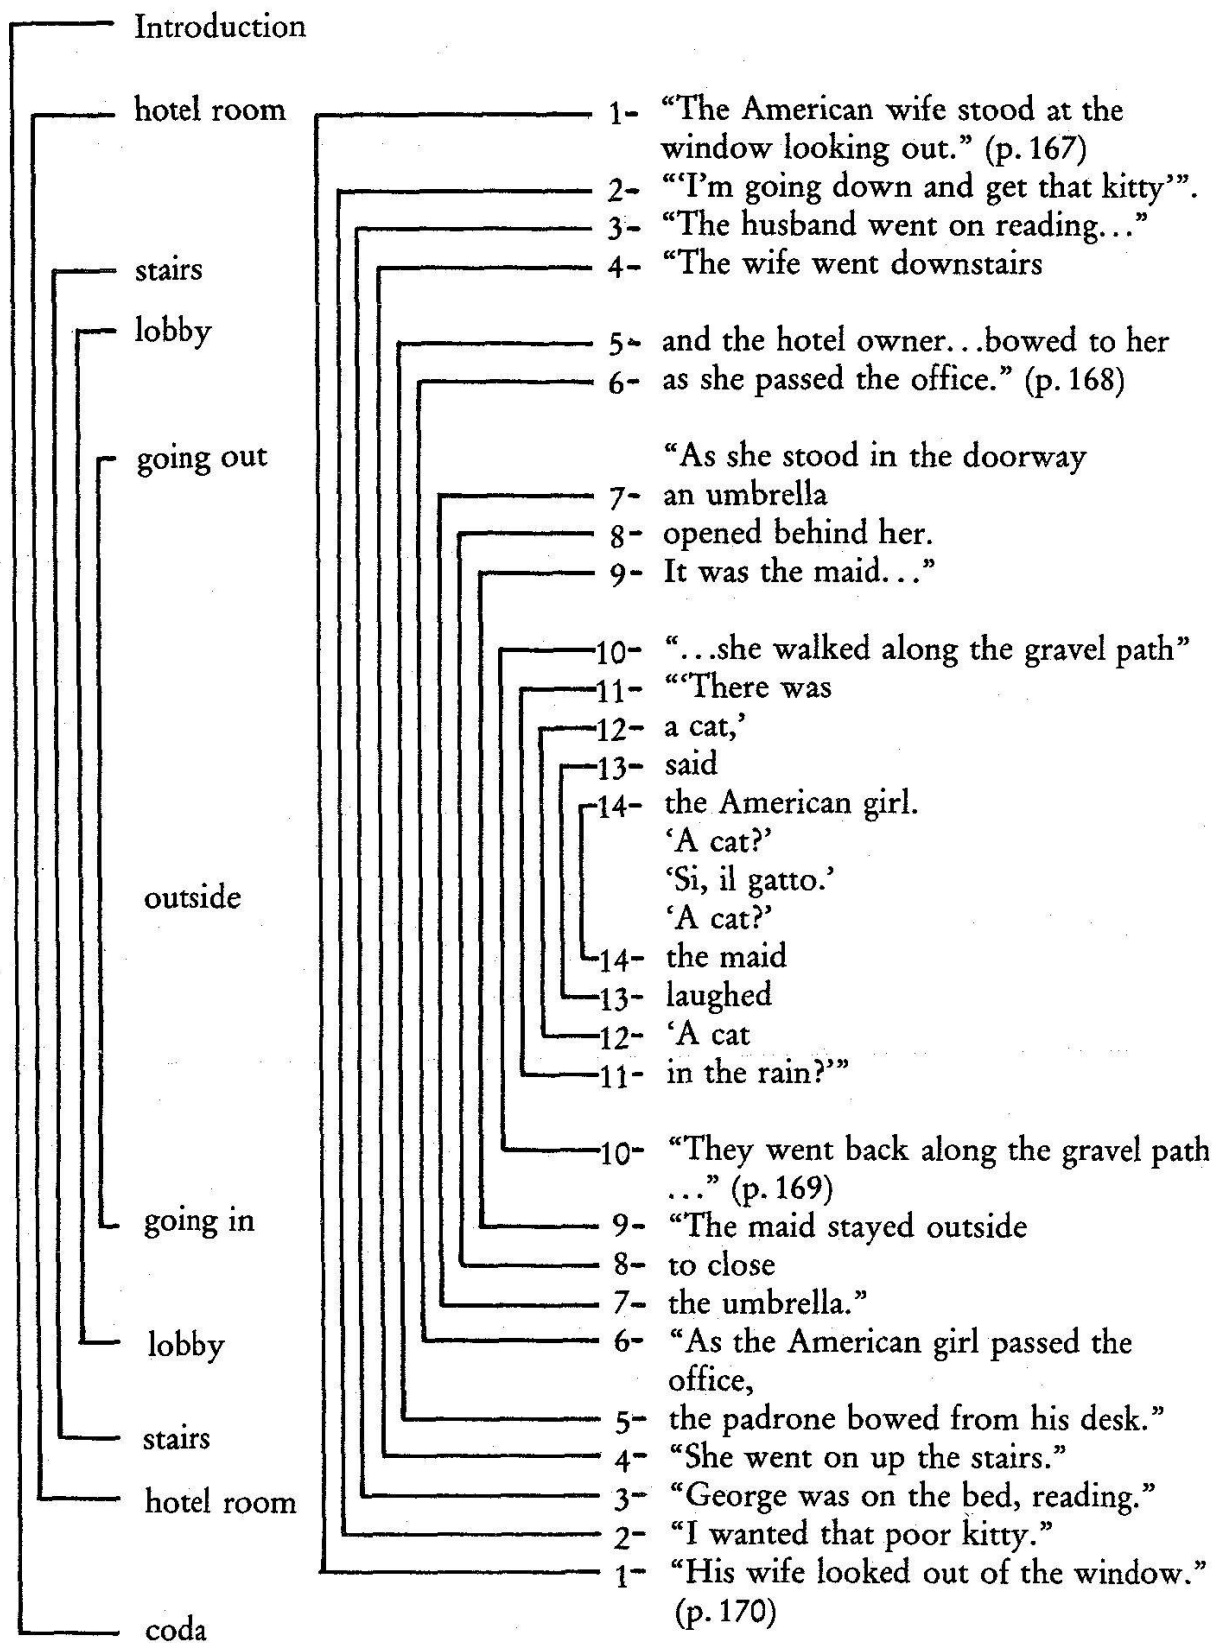 Introduction
hotel room 1- “The American wife stood at the
window looking out.” (p. 167)
2- “‘I’m going down and get that kitty’”.
3- “The husband went on reading...”
stairs 4- “The wife went downstairs
lobby
5- and the hotel owner...bowed to her
6- as she passed the office.” (p. 168)
going out “As she stood in the doorway
7- an umbrella
8- opened behind her.
9- It was the maid...”
10- “...she walked along the gravel path”
11- “‘There was
12- a cat,’
13- said
14- the American girl.
‘A cat?’
‘Si, il gatto.’
outside
‘A cat?’
14- the maid
13- laughed
12- ‘A cat
11- in the rain?’”
10- “They went back along the gravel path
...” (p. 169)
going in 9- “The maid stayed outside
8- to close
7- the umbrella.”
lobby 6- “As the American girl passed the
office,
5- the padrone bowed from his desk.”
stairs
4- “She went on up the stairs.”
hotel room 3- “George was on the bed, reading.”
2- “I wanted that poor kitty.”
1- “His wife looked out of the window.”
(p. 170)
coda